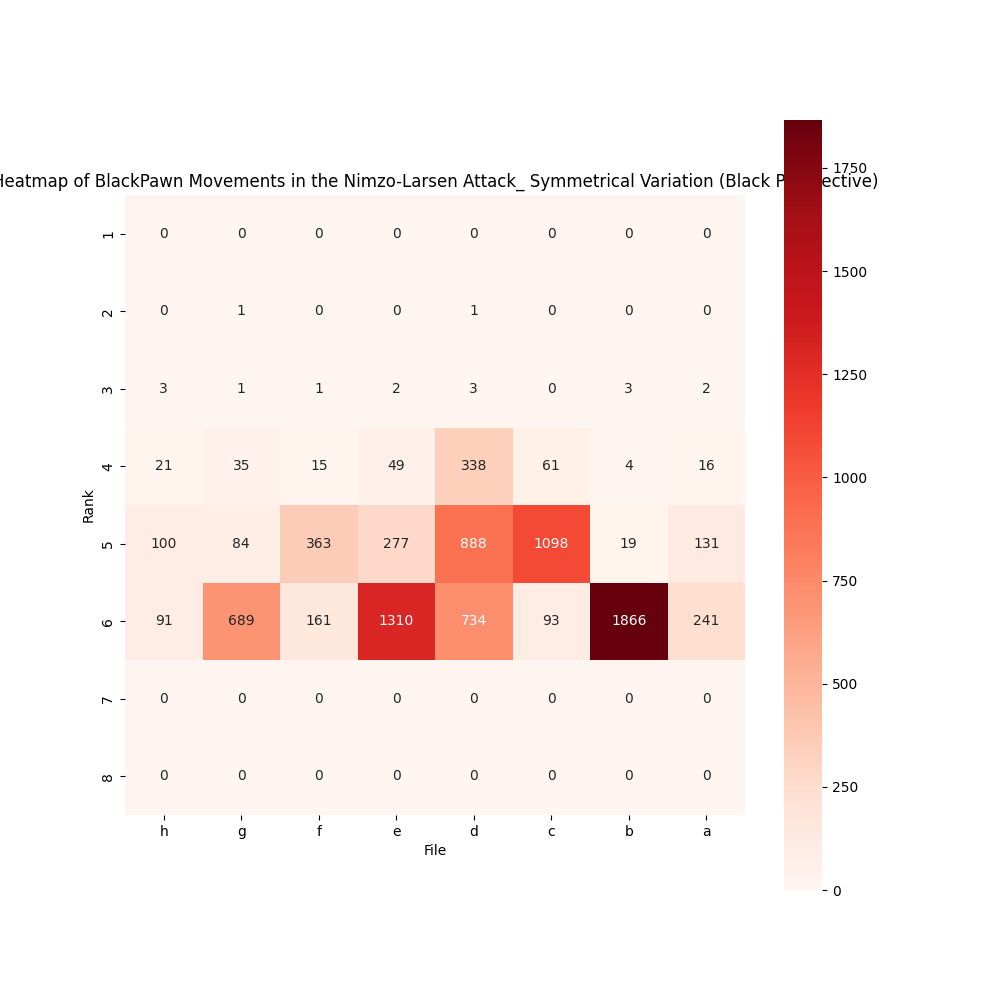 Heatmap of BlackPawn Movements in the Nimzo-Larsen Attack_ Symmetrical Variation (Black P ective)
1 0 0 0 0 0 0 0 0
2 0 1 0 0 1 0 0 0
3 3 1 1 2 3 0 3 2
4 21 35 15 49 338 61 4 16
5 100 84 363 277 888 1098 19 131
6 91 689 161 1310 734 93 1866 241
7 0 0 0 0 0 0 0 0
8 0 0 0 0 0 0 0 0
h g f e d c b a
File
Rank
1750
1500
1250
1000
750
500
250
0